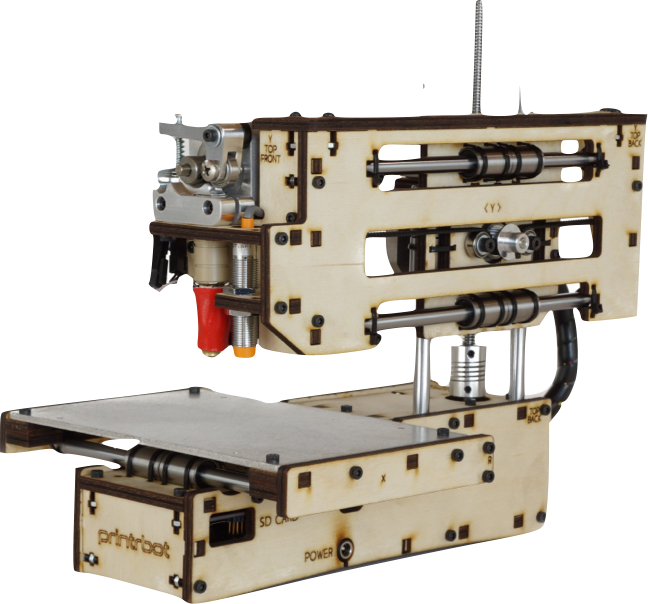 Y
TOP
FRONT
Y
TOP
BACK
<Y>
TOP
BACK
X
R
SD CARD
printrbot
POWER